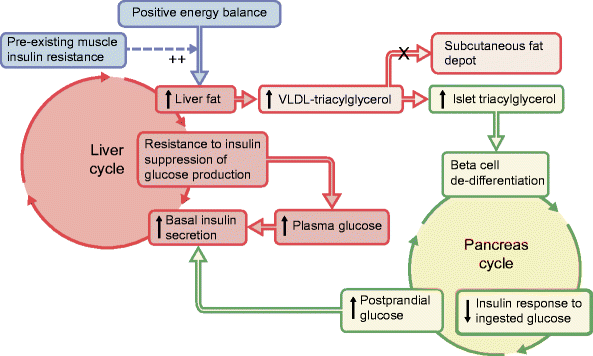 Positive energy balance
Pre-existing muscle
insulin resistance
++
Liver fat
VLDL-triacylglycerol
X
Subcutaneous fat
depot
Islet triacylglycerol
Liver
cycle
Resistance to insulin
suppression of
glucose production
Beta cell
de-differentiation
Basal insulin
secretion
Plasma glucose
Pancreas
cycle
Postprandial
glucose
Insulin response to
ingested glucose